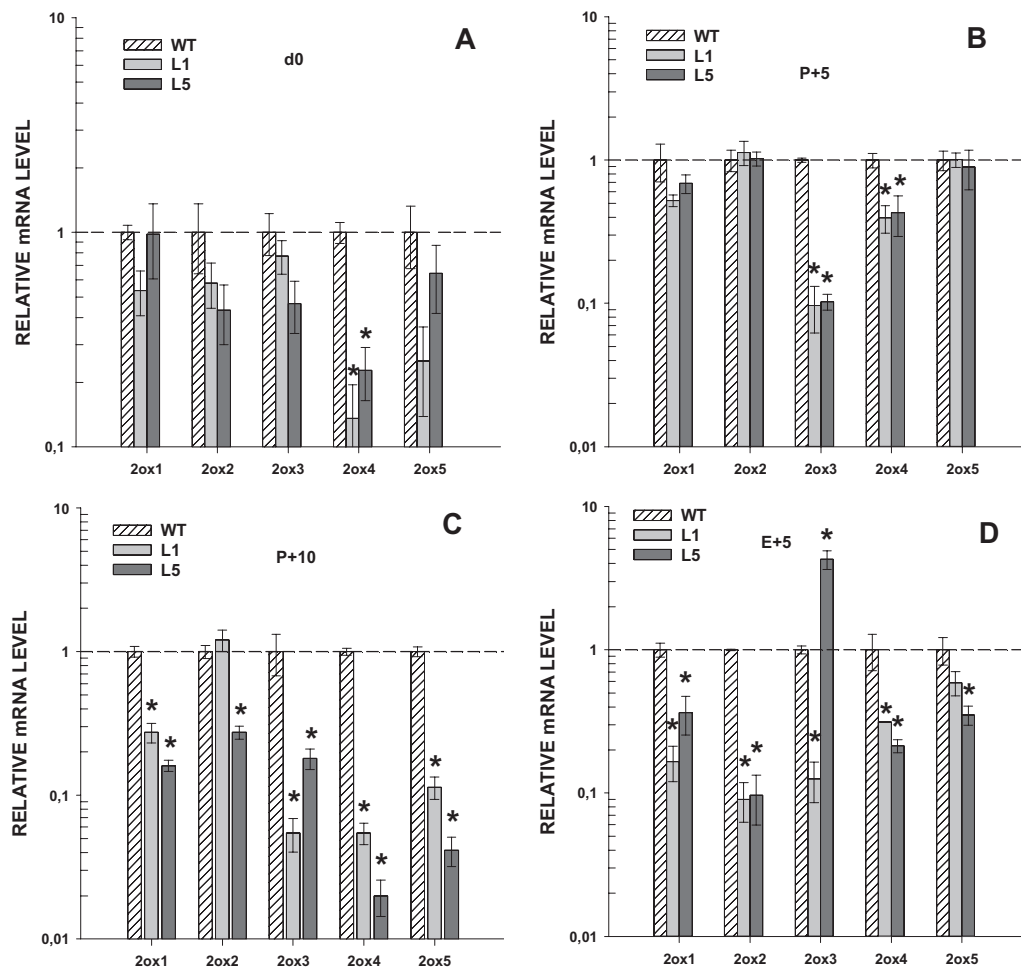 A
d0
WT
L1
L5
RELATIVE mRNA LEVEL
10
1
0,1
2ox1 2ox2 2ox3 2ox4 2ox5
* *
B
P+5
WT
L1
L5
RELATIVE mRNA LEVEL
10
1
0,1
0,01
2ox1 2ox2 2ox3 2ox4 2ox5
* * * *
C
P+10
WT
L1
L5
RELATIVE mRNA LEVEL
10
1
0,1
0,01
2ox1 2ox2 2ox3 2ox4 2ox5
* * * * * * * * *
D
E+5
WT
L1
L5
RELATIVE mRNA LEVEL
10
1
0,1
0,01
2ox1 2ox2 2ox3 2ox4 2ox5
* * * * * * * * *